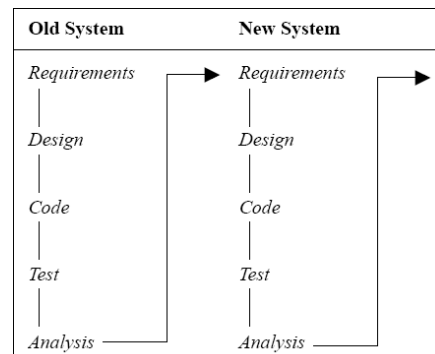 Old System New System
Requirements Requirements
Design Design
Code Code
Test Test
Analysis Analysis